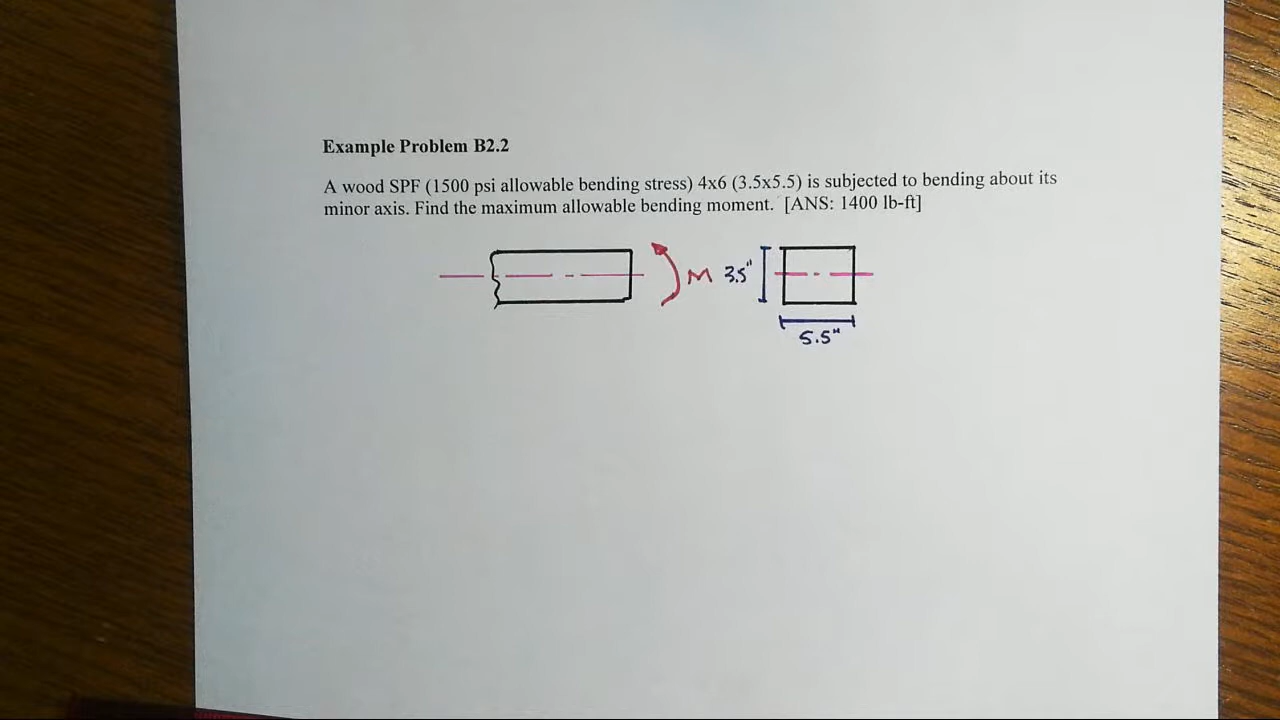 Example Problem B2.2
A wood SPF (1500 psi allowable bending stress) 4x6 (3.5x5.5) is subjected to bending about its
minor axis. Find the maximum allowable bending moment. [ANS: 1400 lb-ft]
M 3.5"
5.5"